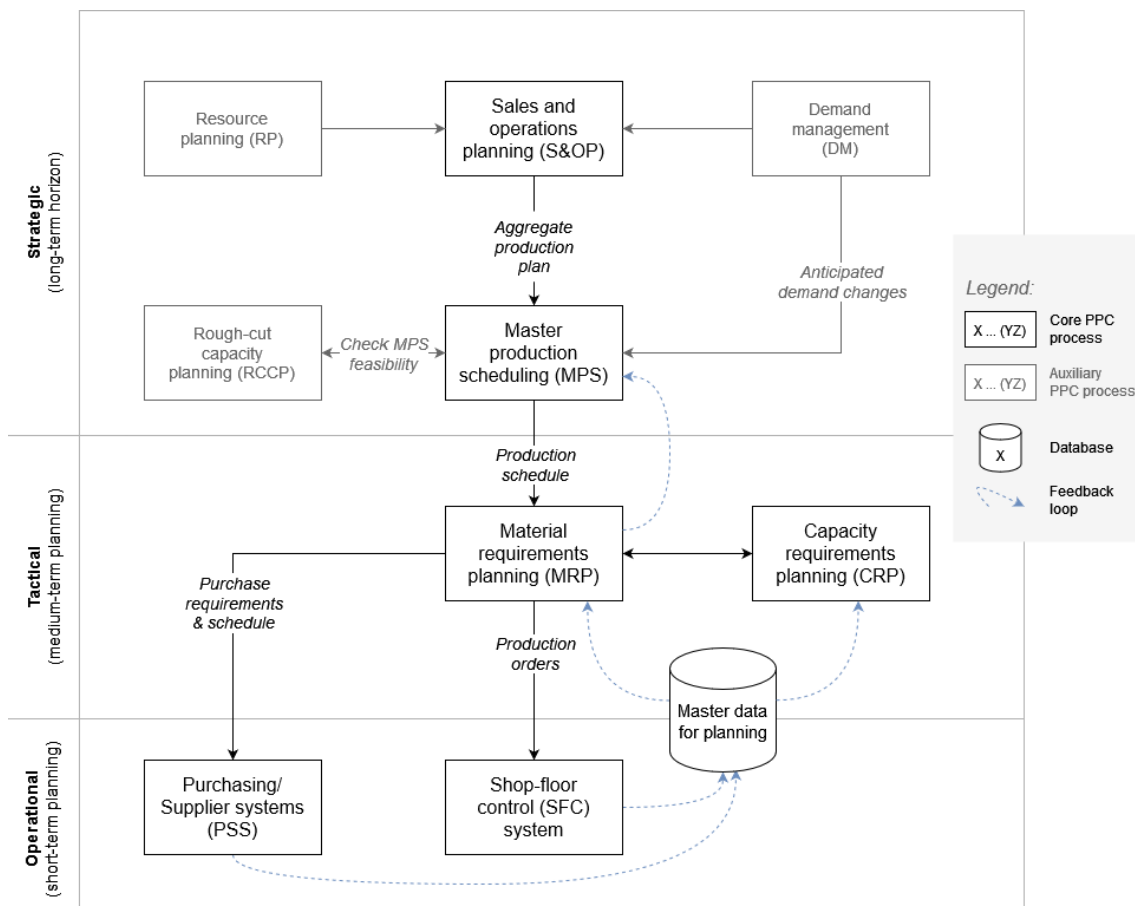 Strategic
(long-term horizon)
Resource
planning (RP)
Sales and
operations
planning (S&OP)
Demand
management
(DM)
Aggregate
production
plan
Anticipated
demand changes
Rough-cut
capacity
planning (RCCP)
Check MPS
feasibility
Master
production
scheduling (MPS)
Legend:
X ... (YZ)
Core PPC
process
X ... (YZ)
Auxiliary
PPC process
X
Database
Feedback
loop
Tactical
(medium-term planning)
Production
schedule
Material
requirements
planning (MRP)
Capacity
requirements
planning (CRP)
Purchase
requirements
& schedule
Production
orders
Master data
for planning
Operational
(short-term planning)
Purchasing/
Supplier systems
(PSS)
Shop-floor
control (SFC)
system